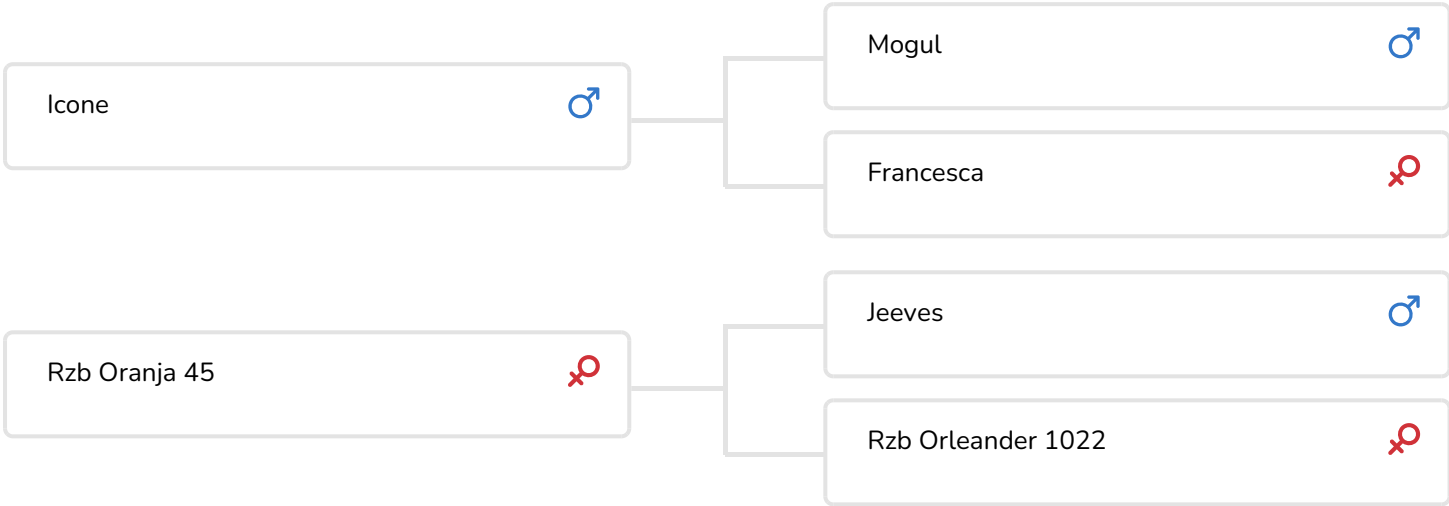 Mogul
Icone
Francesca
Jeeves
Rzb Oranja 45
Rzb Orleander 1022